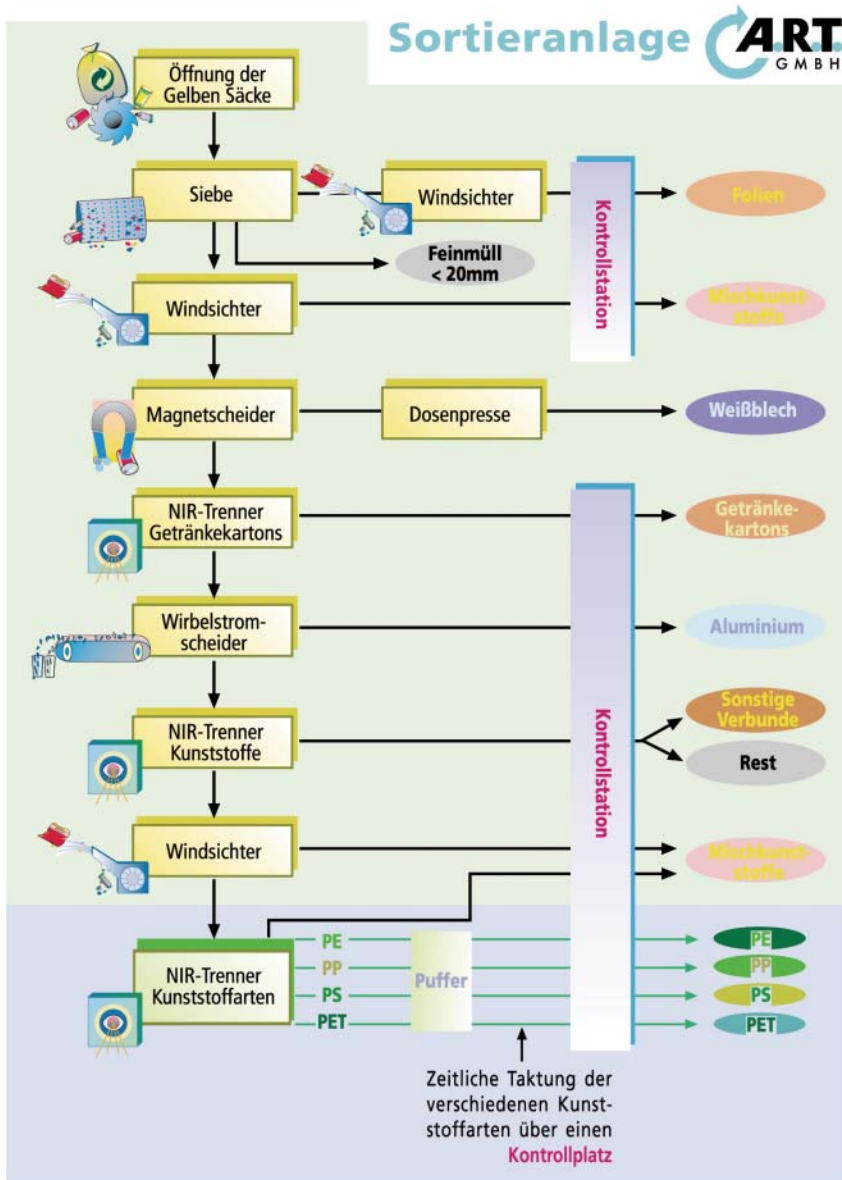 Sortieranlage
A.R.T.
GMBH
Öffnung der
Gelben Säcke
Siebe
Windsichter
Kontrollstation
Folien
Feinmüll
< 20mm
Windsichter
Mischkunst-
stoffe
Magnetscheider
Dosenpresse
Weißblech
NIR-Trenner
Getränkekartons
Kontrollstation
Getränke-
kartons
Wirbelstrom-
scheider
Aluminium
NIR-Trenner
Kunststoffe
Sonstige
Verbunde
Rest
Windsichter
Mischkunst-
stoffe
NIR-Trenner
Kunststoffarten
PE
PP
PS
PET
Puffer
PE
PP
PS
PET
Zeitliche Taktung der
verschiedenen Kunst-
stoffarten über einen
Kontrollplatz